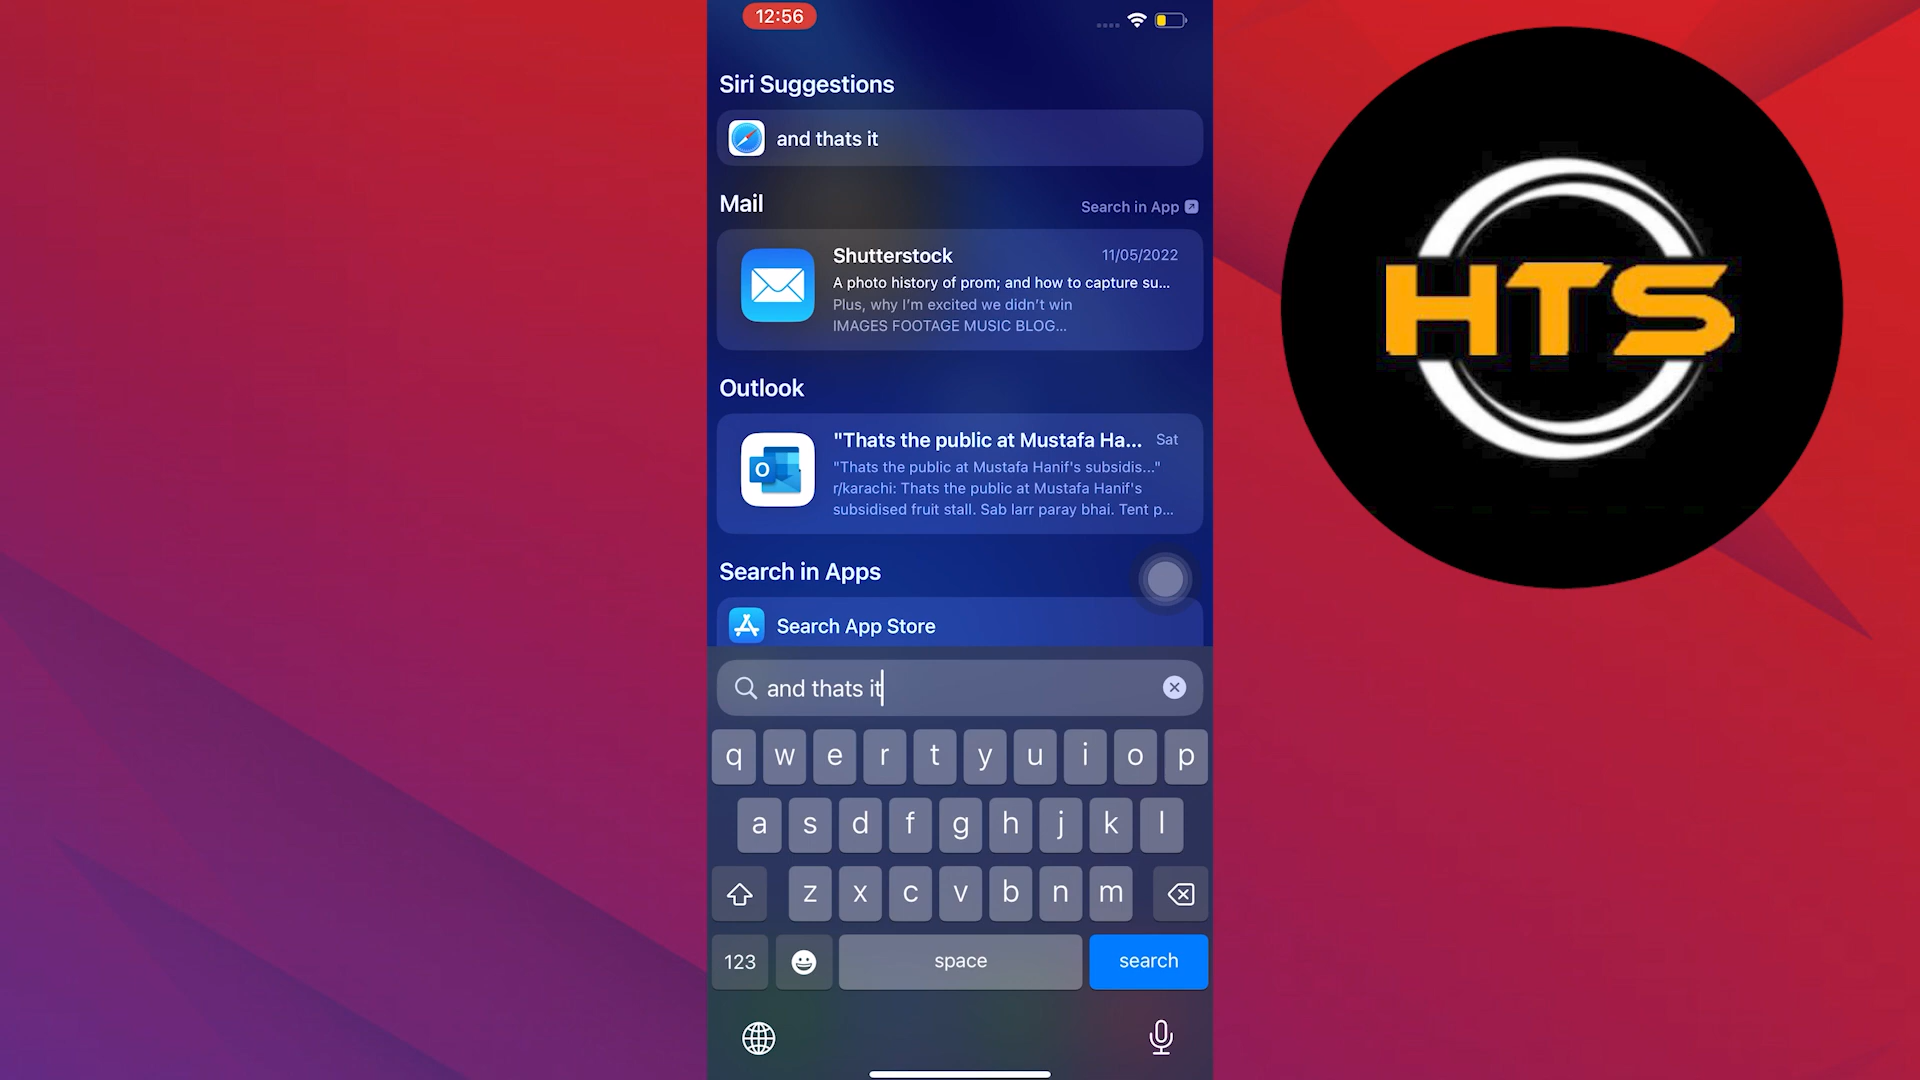 12:56
Siri Suggestions
and thats it
Mail
Search in App
Shutterstock
11/05/2022
A photo history of prom; and how to capture su...
Plus, why I'm excited we didn't win
IMAGES FOOTAGE MUSIC BLOG...
Outlook
"Thats the public at Mustafa Ha...
Sat
"Thats the public at Mustafa Hanif's subsidis..."
r/karachi: Thats the public at Mustafa Hanif's
subsidised fruit stall. Sab larr paray bhai. Tent p...
Search in Apps
Search App Store
and thats it
q w e r t y u i o p
a s d f g h j k l
z x c v b n m
123
space
search
HTS